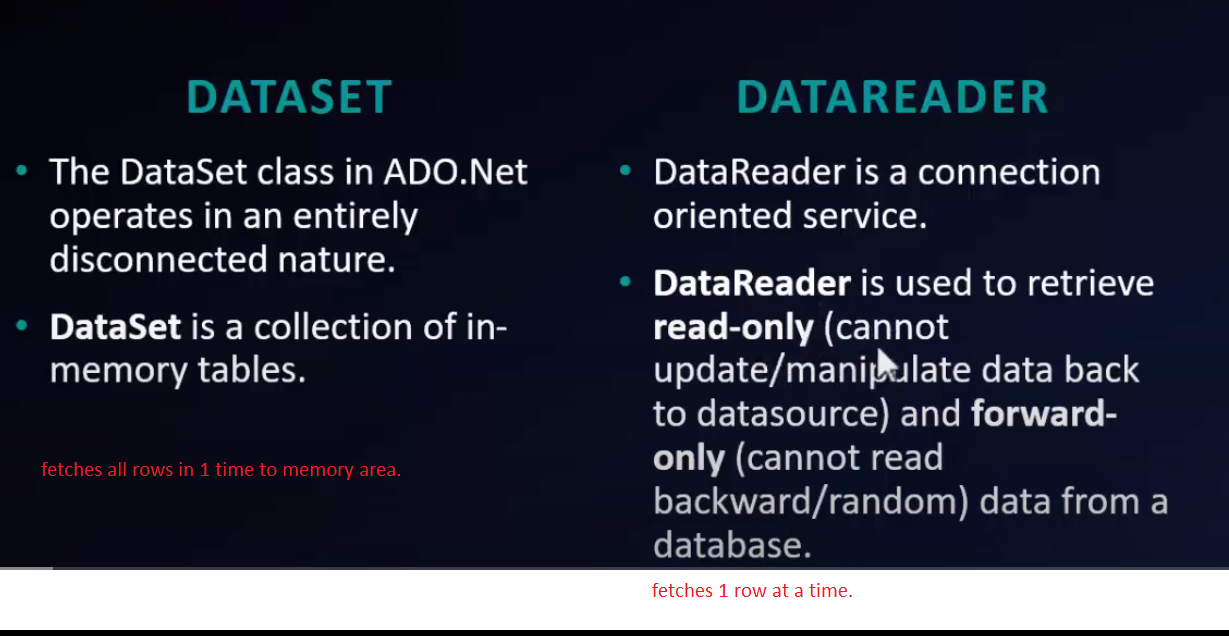 DATASET
• The DataSet class in ADO.Net
operates in an entirely
disconnected nature.
• DataSet is a collection of in-
memory tables.
fetches all rows in 1 time to memory area.
DATAREADER
• DataReader is a connection
oriented service.
• DataReader is used to retrieve
read-only (cannot
update/manipulate data back
to datasource) and forward-
only (cannot read
backward/random) data from a
database.
fetches 1 row at a time.